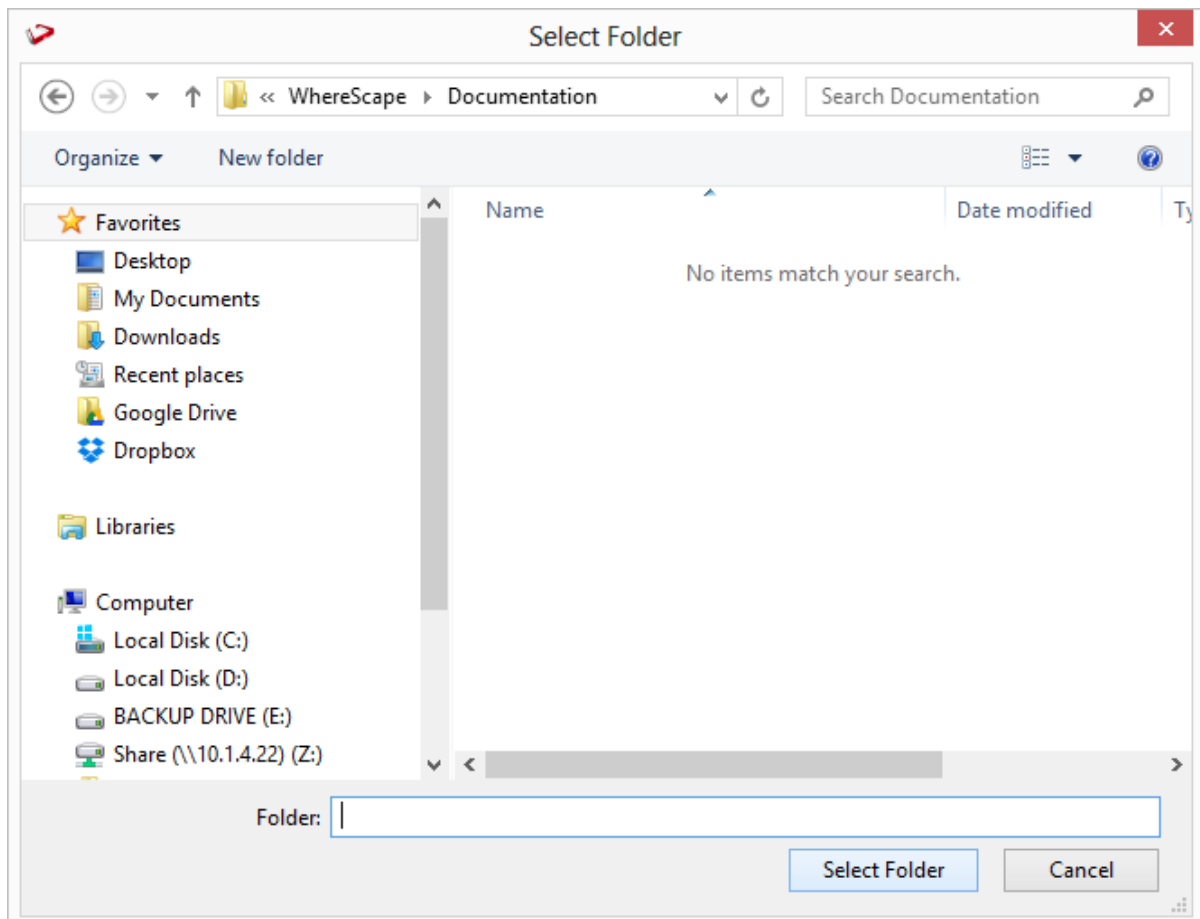 Select Folder
« WhereScape Documentation
Search Documentation
Organize New folder
Name Date modified Ty
No items match your search.
Favorites
Desktop
My Documents
Downloads
Recent places
Google Drive
Dropbox
Libraries
Computer
Local Disk (C:)
Local Disk (D:)
BACKUP DRIVE (E:)
Share (\\10.1.4.22) (Z:)
Folder:
Select Folder Cancel